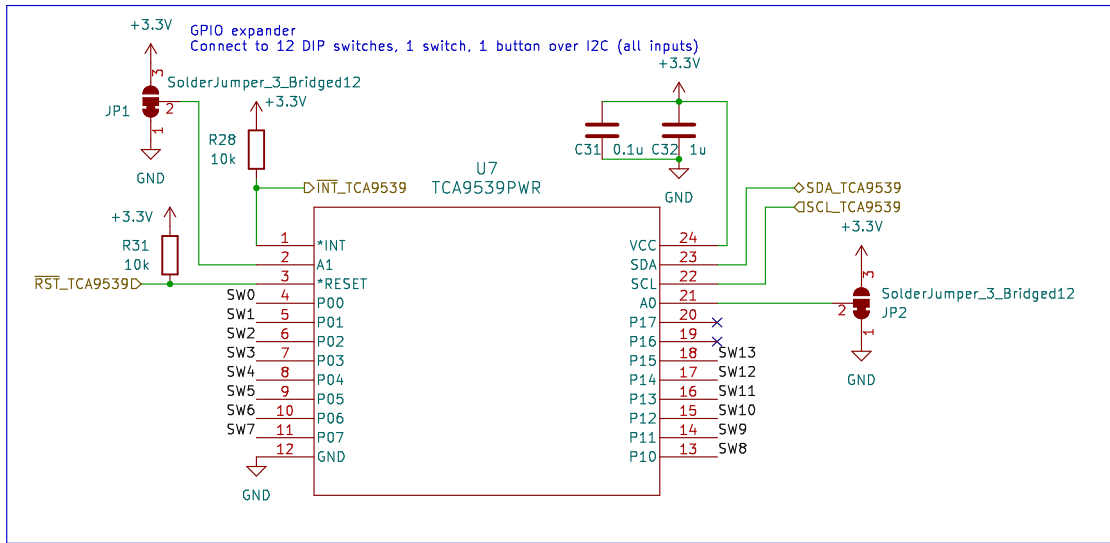 +3.3V
GPIO expander
Connect to 12 DIP switches, 1 switch, 1 button over I2C (all inputs)
3
SolderJumper_3_Bridged12
JP1
2
1
GND
+3.3V
R28
10k
+3.3V
C31
0.1u
C32
1u
GND
U7
TCA9539PWR
INT_TCA9539
SDA_TCA9539
SCL_TCA9539
+3.3V
R31
10k
RST_TCA9539
+3.3V
3
SolderJumper_3_Bridged12
JP2
2
1
GND
1 *INT
2 A1
3 *RESET
SW0 4 P00
SW1 5 P01
SW2 6 P02
SW3 7 P03
SW4 8 P04
SW5 9 P05
SW6 10 P06
SW7 11 P07
12 GND
GND
VCC 24
SDA 23
SCL 22
A0 21
P17 20
P16 19
P15 18 SW13
P14 17 SW12
P13 16 SW11
P12 15 SW10
P11 14 SW9
P10 13 SW8